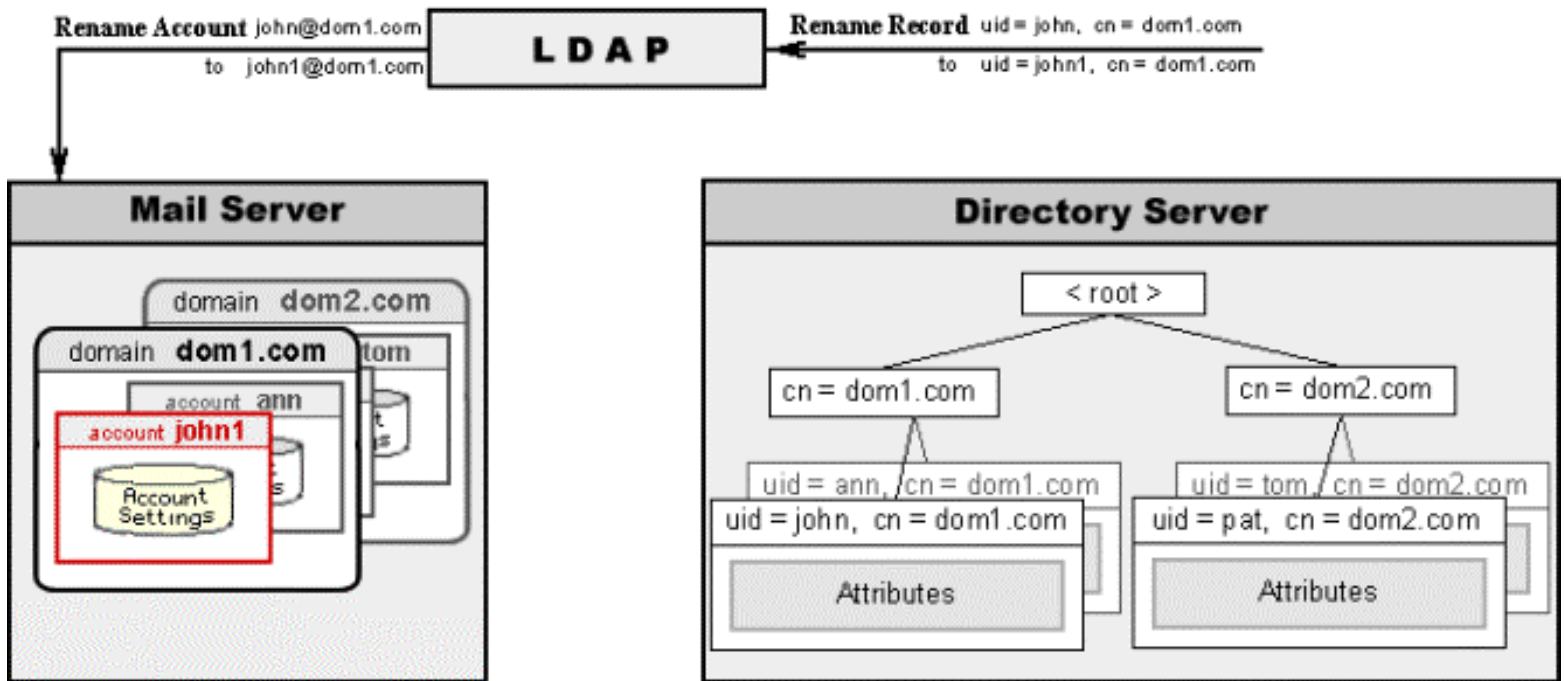 Rename Account john@dom1.com
to john1@dom1.com
LDAP
Rename Record uid = john, cn = dom1.com
to uid = john1, cn = dom1.com
Mail Server
domain dom2.com
tom
domain dom1.com
account ann
account john1
Account
Settings
Directory Server
< root >
cn = dom1.com
cn = dom2.com
uid = ann, cn = dom1.com
uid = john, cn = dom1.com
Attributes
uid = tom, cn = dom2.com
uid = pat, cn = dom2.com
Attributes